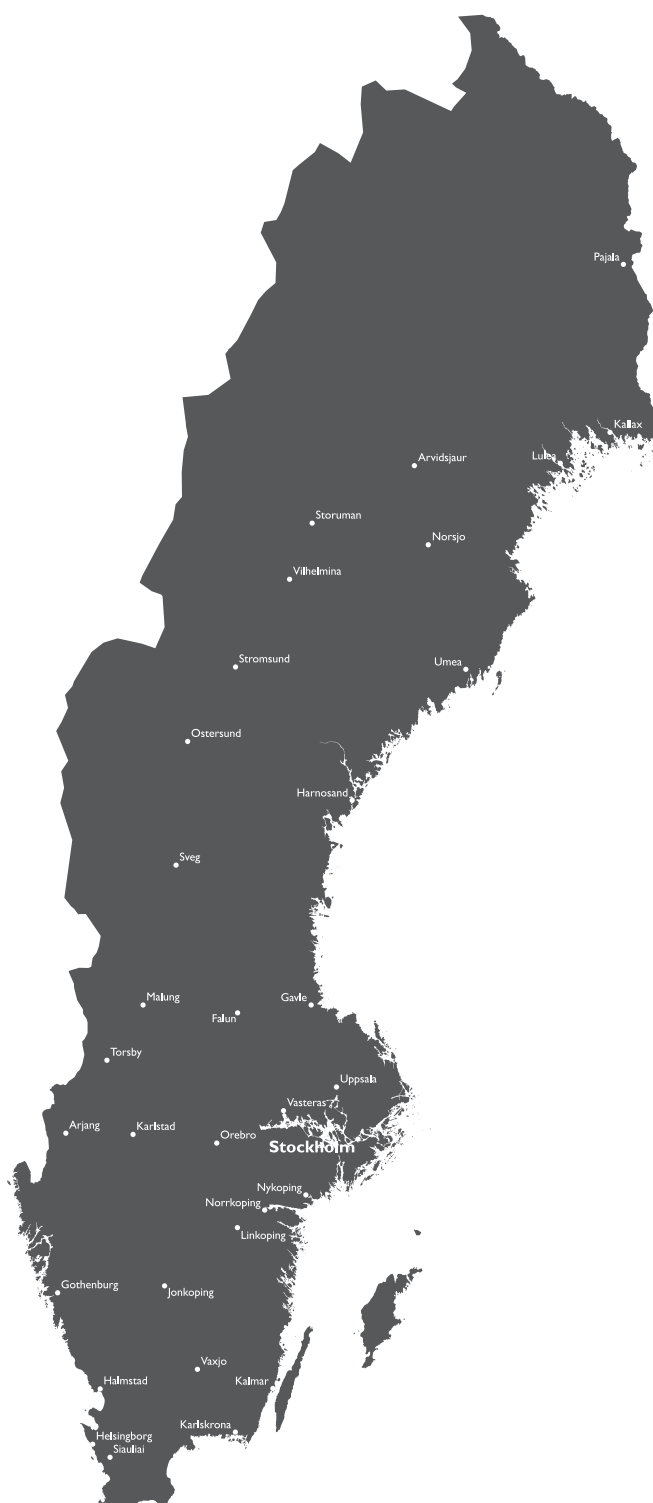 Pajala
Kallax
Lulea
Arvidsjaur
Storuman
Norsjo
Vilhelmina
Stromsund
Umea
Ostersund
Harnosand
Sveg
Malung
Gavle
Falun
Torsby
Uppsala
Vasteras
Arjang
Karlstad
Orebro
Stockholm
Nykoping
Norrkoping
Linkoping
Gothenburg
Jonkoping
Vaxjo
Halmstad
Kalmar
Karlskrona
Helsingborg
Siauliai